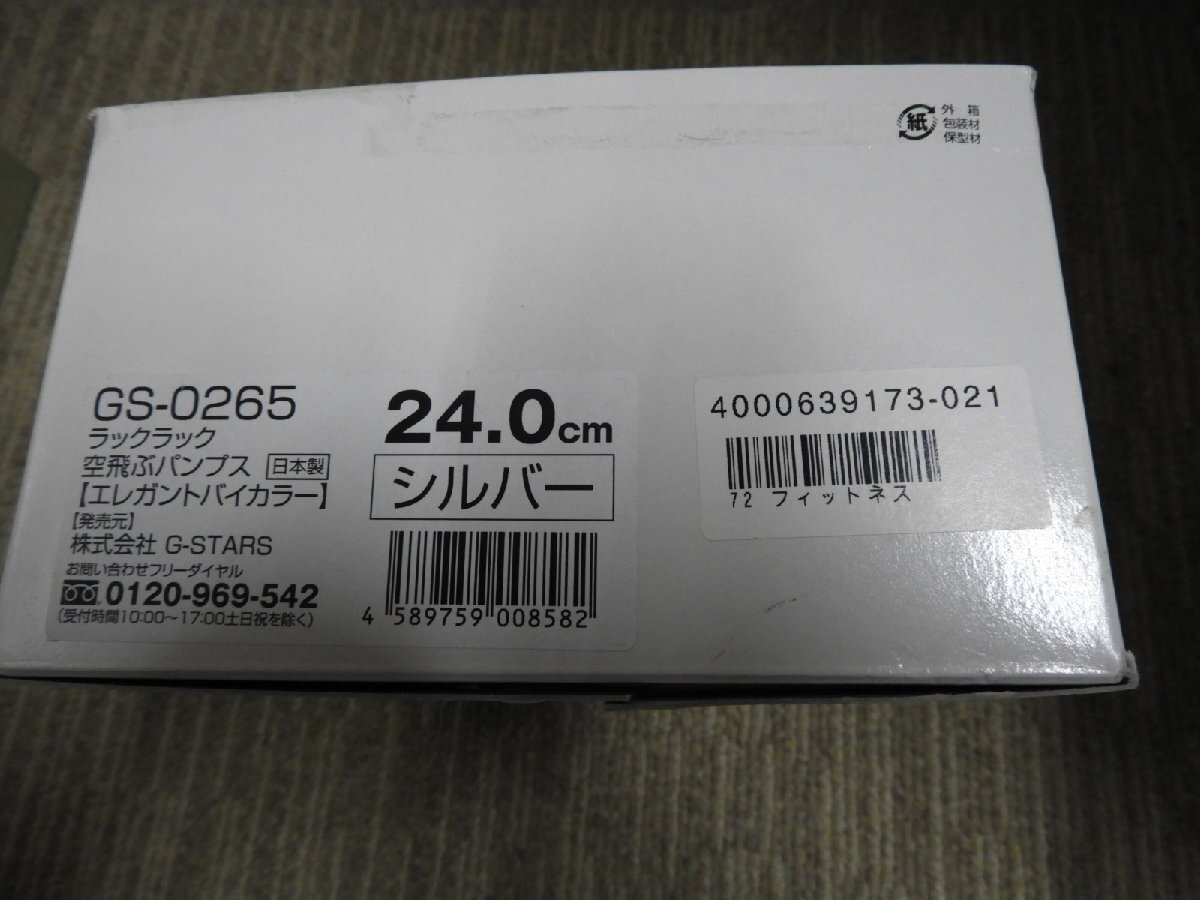 紙
外 箱
包装材
保型材
GS-0265
ラックラック
空飛ぶパンプス 日本製
【エレガントバイカラー】
【発売元】
株式会社 G-STARS
お問い合わせフリーダイヤル
0120-969-542
(受付時間10:00〜17:00土日祝を除く)
24.0cm
シルバー
4 589759 008582
4000639173-021
72 フィットネス